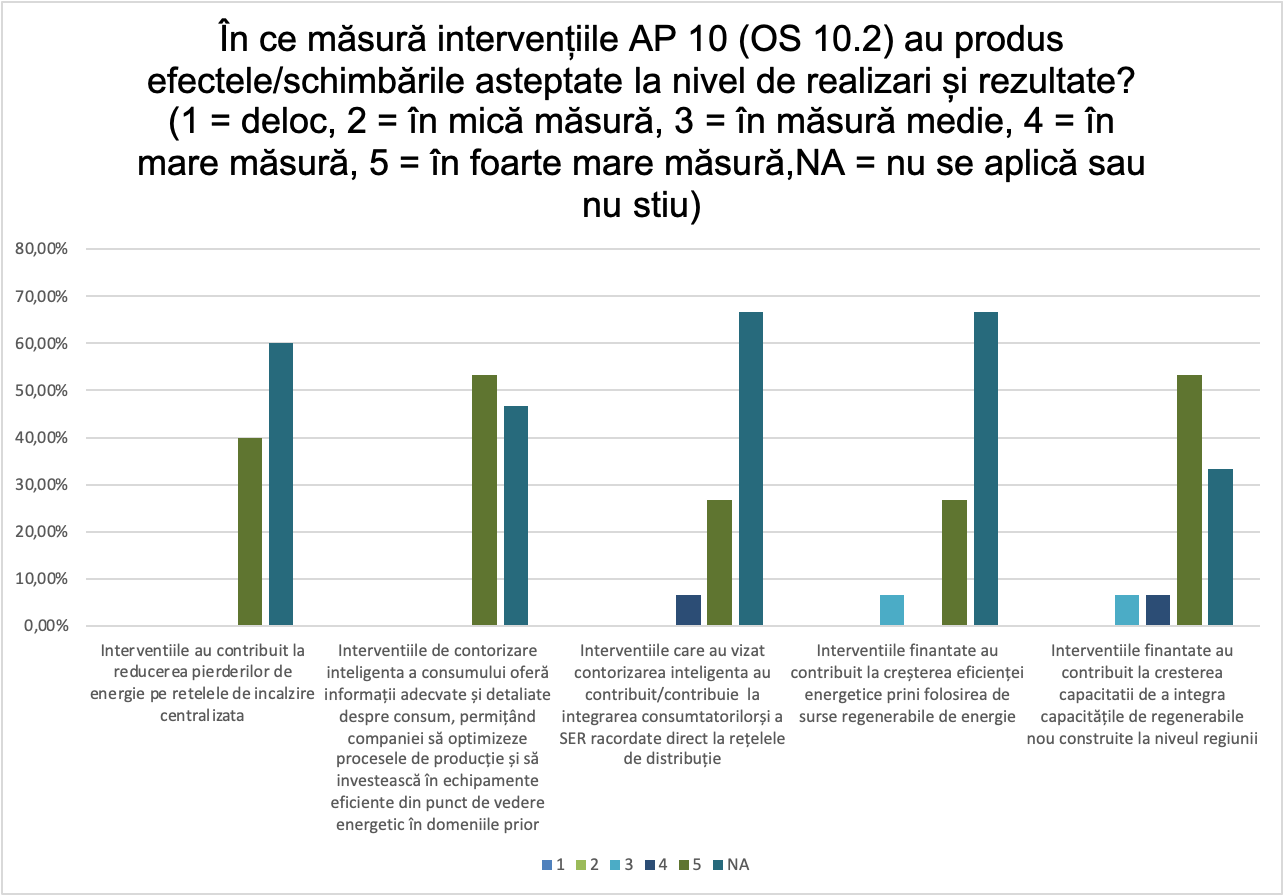 În ce măsură intervențiile AP 10 (OS 10.2) au produs
efectele/schimbările asteptate la nivel de realizari și rezultate?
(1 = deloc, 2 = în mică măsură, 3 = în măsură medie, 4 = în
mare măsură, 5 = în foarte mare măsură,NA = nu se aplică sau
nu stiu)
80,00%
70,00%
60,00%
50,00%
40,00%
30,00%
20,00%
10,00%
0,00%
Interventiile au contribuit la
reducerea pierderilor de
energie pe retelele de incalzire
centralizata
Interventiile de contorizare
inteligenta a consumului oferă
informații adecvate și detaliate
despre consum, permițând
companiei să optimizeze
procesele de producție și să
investească în echipamente
eficiente din punct de vedere
energetic în domeniile prior
Interventiile care au vizat
contorizarea inteligenta au
contribuit/contribuie la
integrarea consumtatorilorși a
SER racordate direct la rețelele
de distribuție
Interventiile finantate au
contribuit la creșterea eficienței
energetice prini folosirea de
surse regenerabile de energie
Interventiile finantate au
contribuit la cresterea
capacitatii de a integra
capacitățile de regenerabile
nou construite la niveul regiunii
1 2 3 4 5 NA